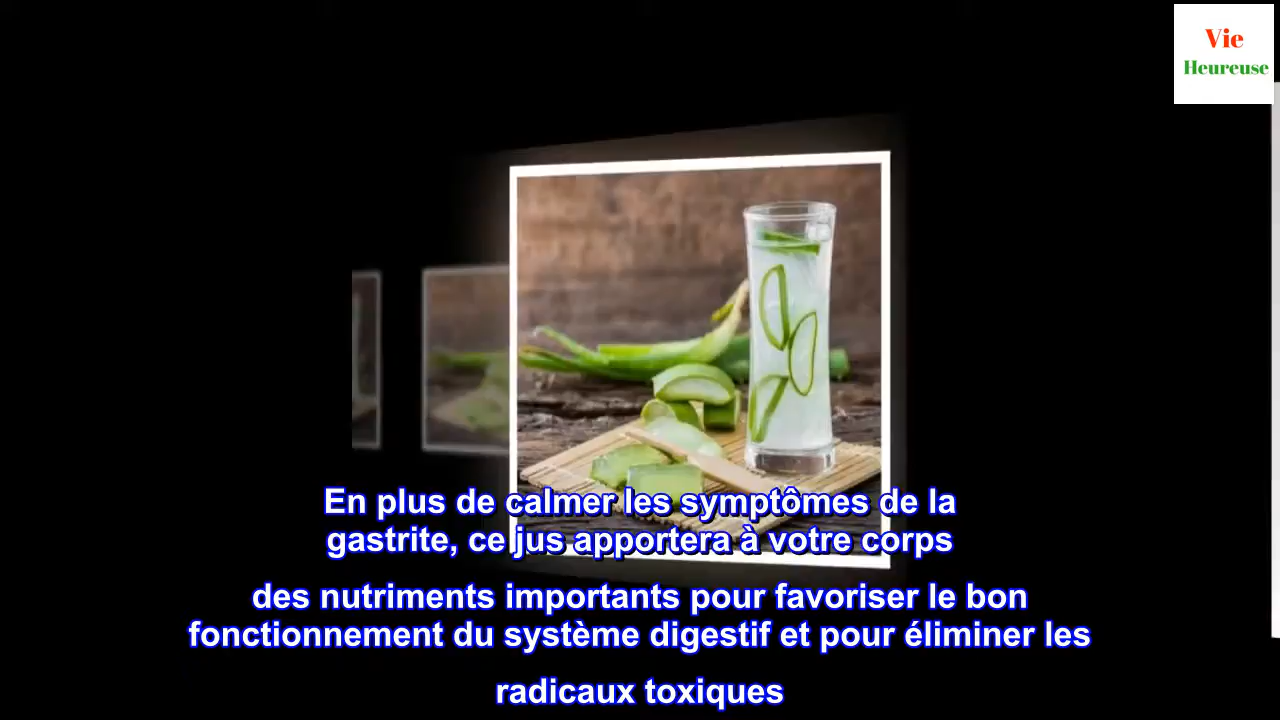 Vie
Heureuse
En plus de calmer les symptômes de la
gastrite, ce jus apportera à votre corps
des nutriments importants pour favoriser le bon
fonctionnement du système digestif et pour éliminer les
radicaux toxiques